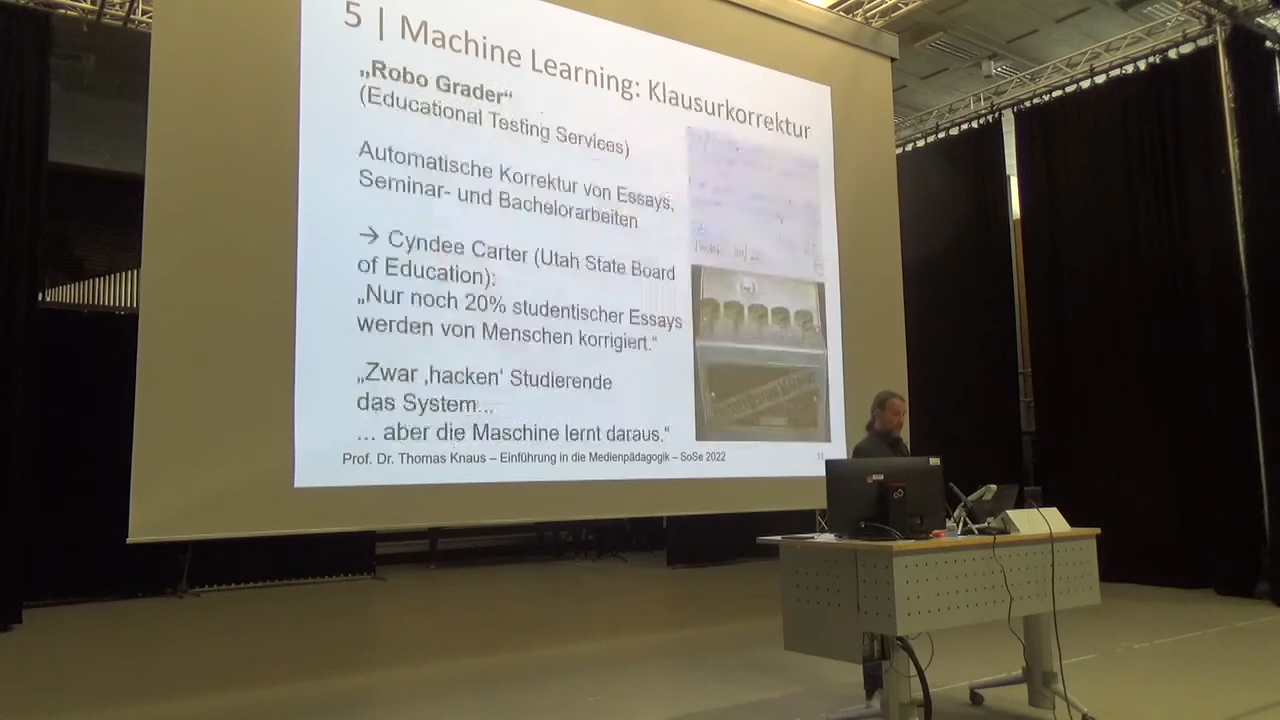 5 | Machine Learning: Klausurkorrektur
„Robo Grader“
(Educational Testing Services)
Automatische Korrektur von Essays,
Seminar- und Bachelorarbeiten
→ Cyndee Carter (Utah State Board
of Education):
„Nur noch 20% studentischer Essays
werden von Menschen korrigiert.“
„Zwar ‚hacken‘ Studierende
das System...
... aber die Maschine lernt daraus.“
Prof. Dr. Thomas Knaus – Einführung in die Medienpädagogik – SoSe 2022